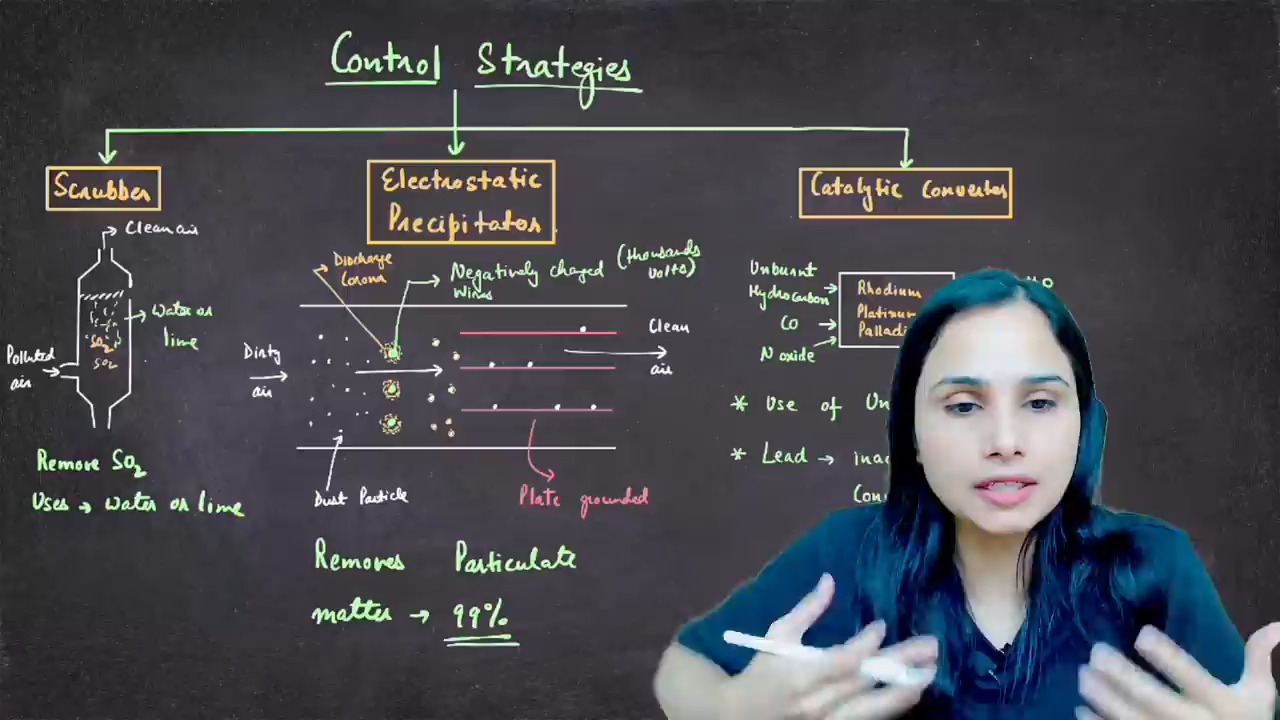 Control Strategies
Scrubber
Clean air
Water or
lime
SO2
SO2
Polluted
air
Remove SO2
Uses → Water or lime
Electrostatic
Precipitator
Discharge
Corona
Negatively charged (thousands
wires volts)
Dirty
air
Clean
air
Dust Particle
Plate grounded
Removes Particulate
matter → 99%
Catalytic Converter
Unburnt
Hydrocarbon
CO
N oxide
Rhodium
Platinum
* Use of
* Lead →